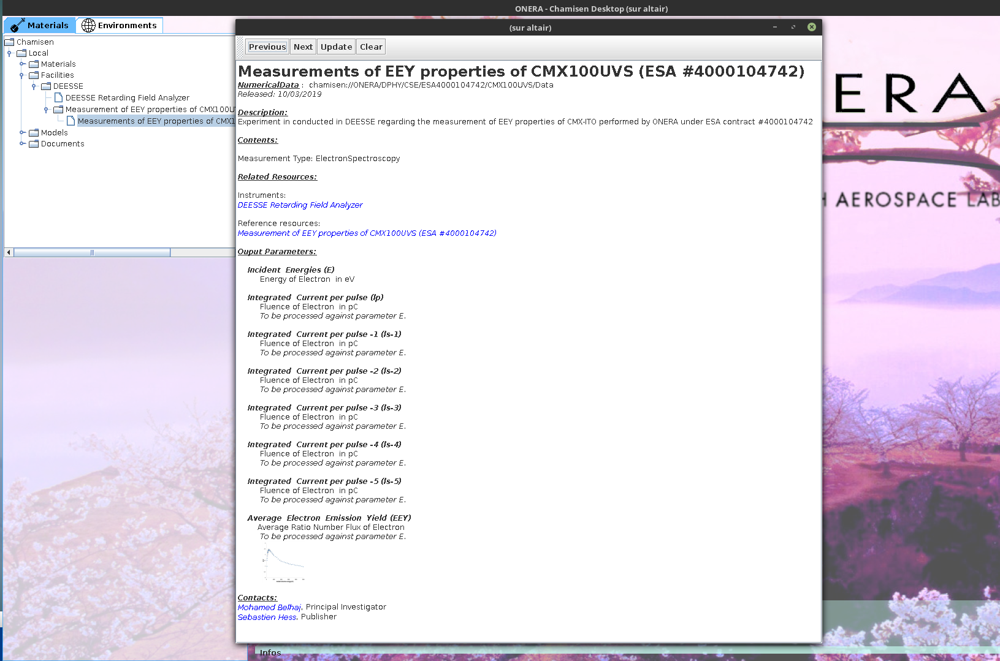 ONERA - Chamisen Desktop (sur altair)
Materials
Environments
Chamisen
Local
Materials
Facilities
DEESSE
DEESSE Retarding Field Analyzer
Measurement of EEY properties of CMX100U
Measurements of EEY properties of CMX1
Models
Documents
(sur altair)
Previous
Next
Update
Clear
Measurements of EEY properties of CMX100UVS (ESA #4000104742)
NumericalData : chamisen://ONERA/DPHY/CSE/ESA4000104742/CMX100UVS/Data
Released: 10/03/2019
Description:
Experiment in conducted in DEESSE regarding the measurement of EEY properties of CMX-ITO performed by ONERA under ESA contract #4000104742
Contents:
Measurement Type: ElectronSpectroscopy
Related Resources:
Instruments:
DEESSE Retarding Field Analyzer
Reference resources:
Measurement of EEY properties of CMX100UVS (ESA #4000104742)
Ouput Parameters:
Incident Energies (E)
Energy of Electron in eV
Integrated Current per pulse (Ip)
Fluence of Electron in pC
To be processed against parameter E.
Integrated Current per pulse -1 (Is-1)
Fluence of Electron in pC
To be processed against parameter E.
Integrated Current per pulse -2 (Is-2)
Fluence of Electron in pC
To be processed against parameter E.
Integrated Current per pulse -3 (Is-3)
Fluence of Electron in pC
To be processed against parameter E.
Integrated Current per pulse -4 (Is-4)
Fluence of Electron in pC
To be processed against parameter E.
Integrated Current per pulse -5 (Is-5)
Fluence of Electron in pC
To be processed against parameter E.
Average Electron Emission Yield (EEY)
Average Ratio Number Flux of Electron
To be processed against parameter E.
Contacts:
Mohamed Belhaj, Principal Investigator
Sebastien Hess, Publisher
ERA
H AEROSPACE LAB
Infos